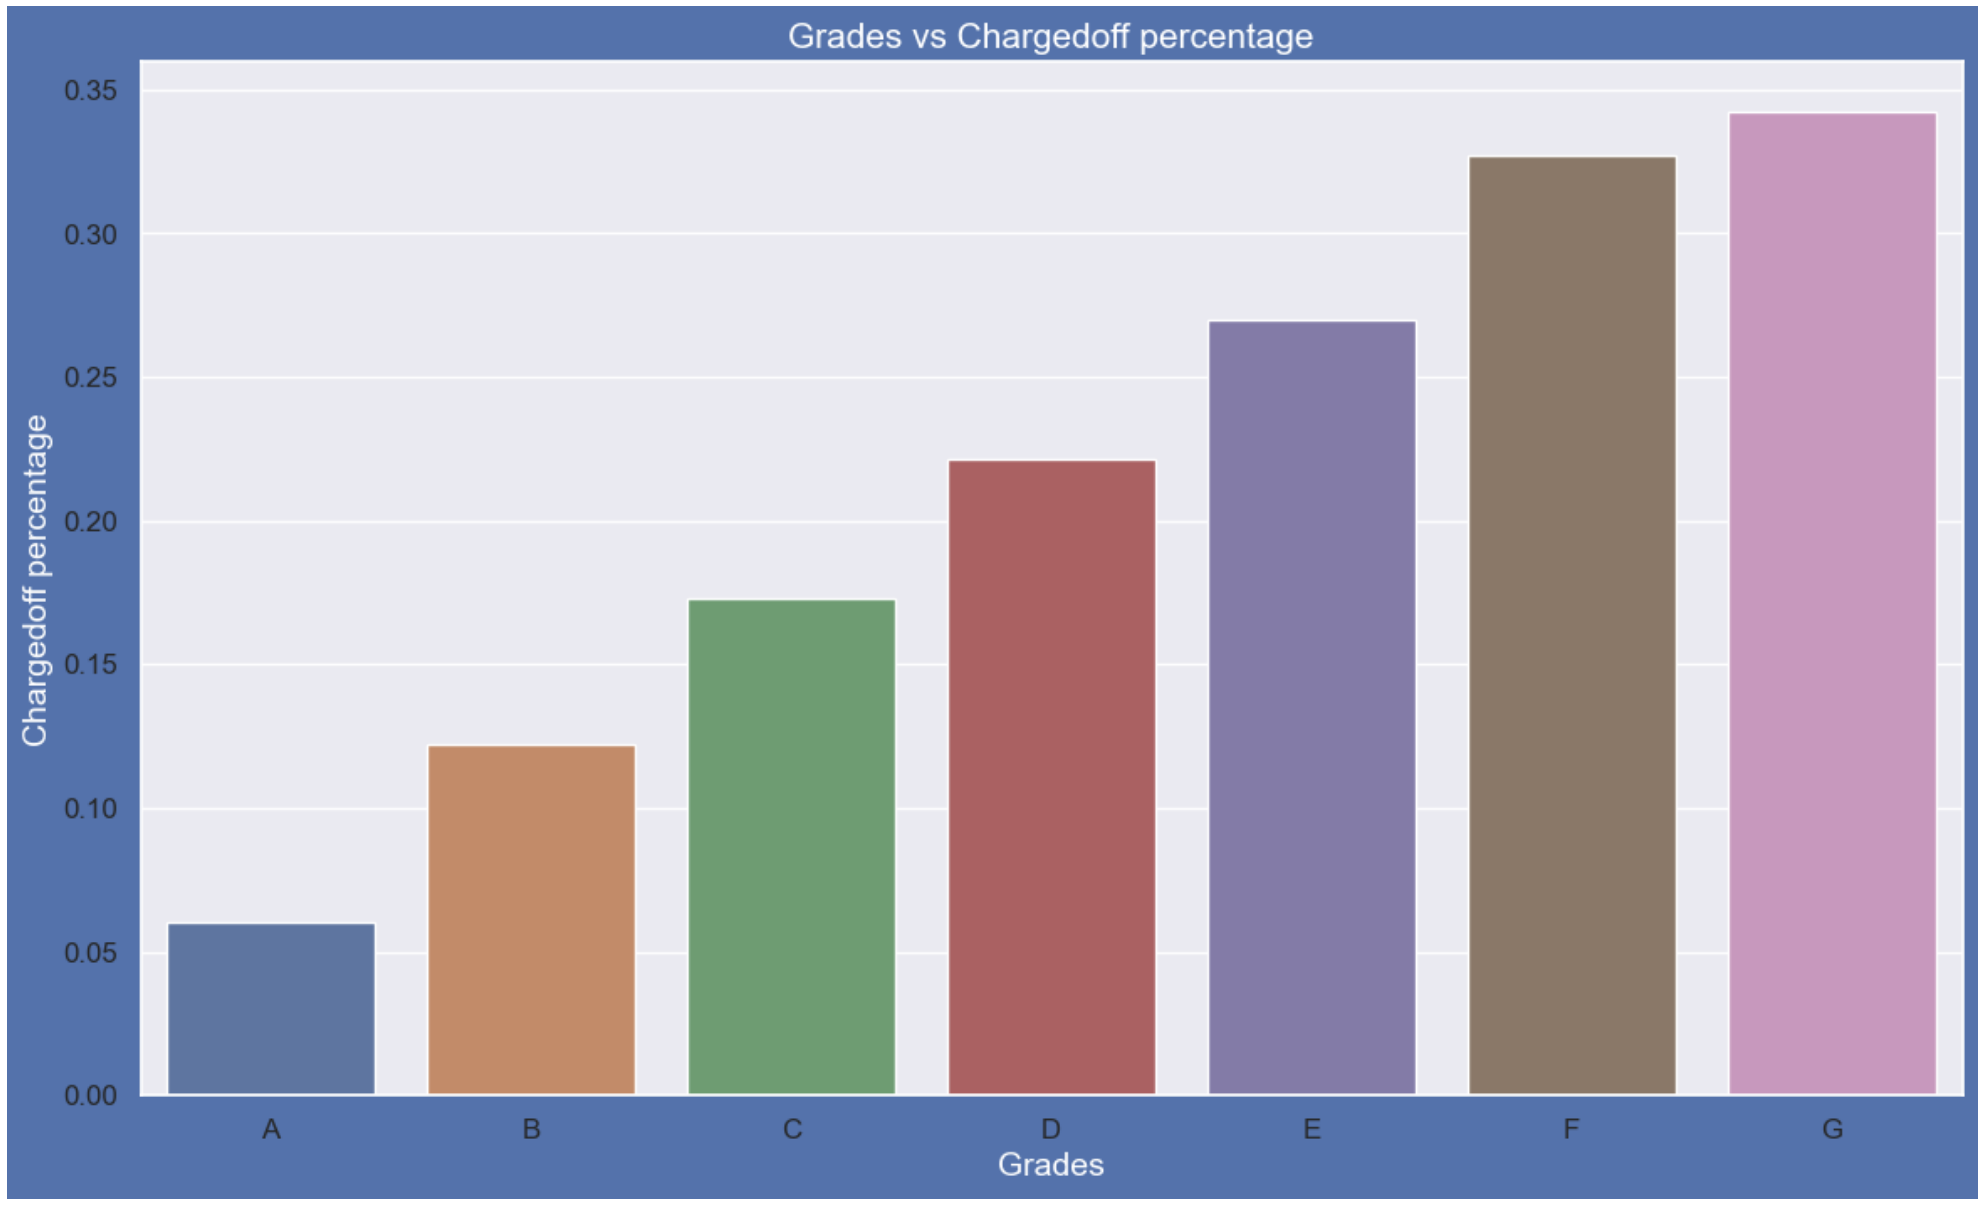 Grades vs Chargedoff percentage
Chargedoff percentage
0.35
0.30
0.25
0.20
0.15
0.10
0.05
0.00
A B C D E F G
Grades